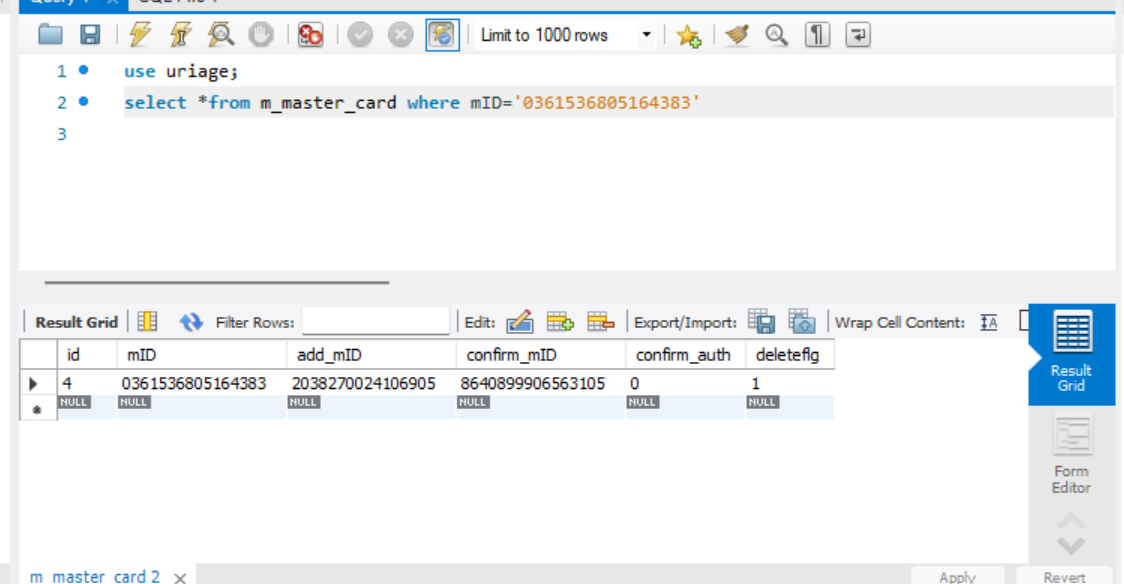 Limit to 1000 rows
1 use uriage;
2 select *from m_master_card where mID='0361536805164383'
3
Result Grid Filter Rows: Edit: Export/Import: Wrap Cell Content: IA
id mID add_mID confirm_mID confirm_auth deleteflg
4 0361536805164383 2038270024106905 8640899906563105 0 1
NULL NULL NULL NULL NULL NULL
Result
Grid
Form
Editor
m_master_card 2
Apply Revert